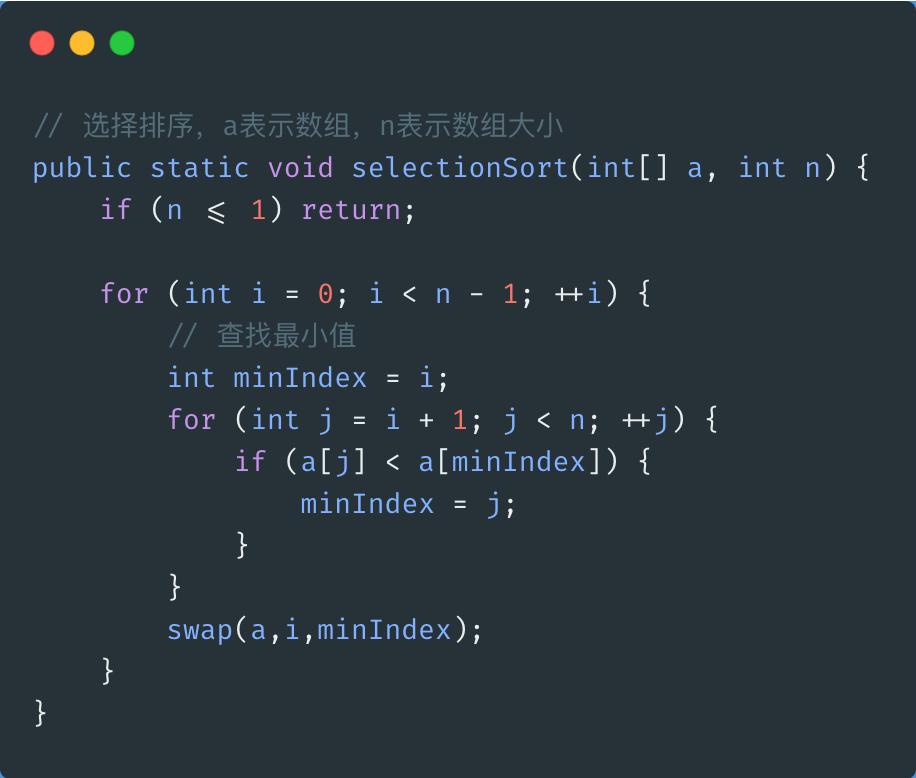 // 选择排序，a表示数组，n表示数组大小
public static void selectionSort(int[] a, int n) {
    if (n <= 1) return;
    for (int i = 0; i < n - 1; ++i) {
        // 查找最小值
        int minIndex = i;
        for (int j = i + 1; j < n; ++j) {
            if (a[j] < a[minIndex]) {
                minIndex = j;
            }
        }
        swap(a,i,minIndex);
    }
}